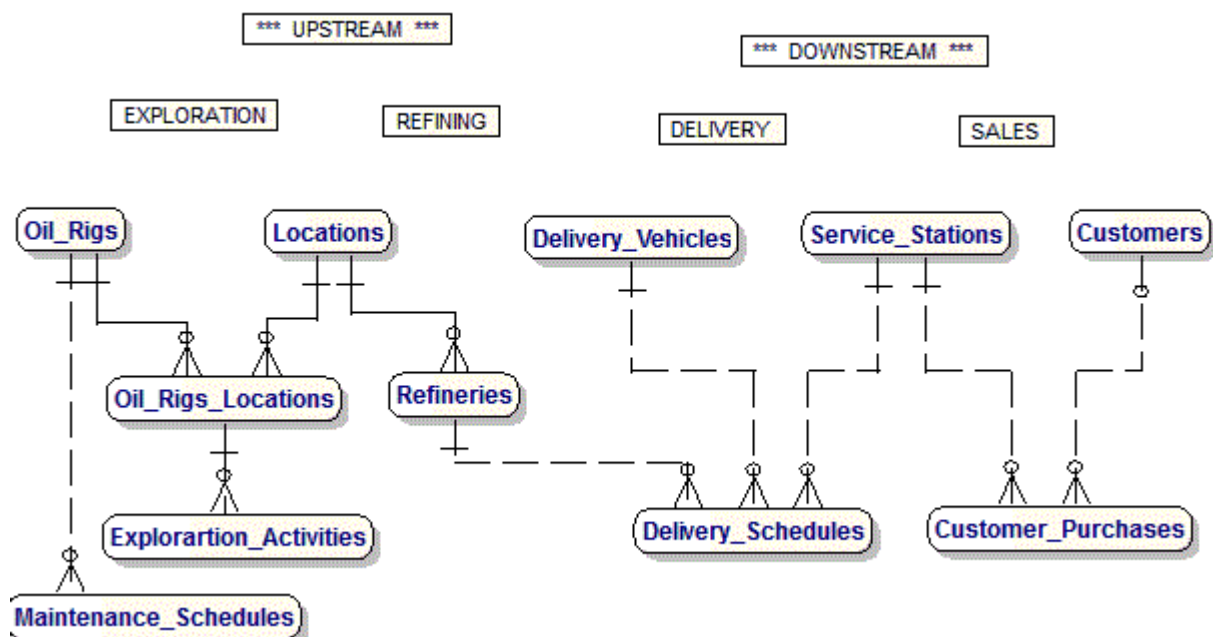 *** UPSTREAM ***
*** DOWNSTREAM ***
EXPLORATION
REFINING
DELIVERY
SALES
Oil_Rigs
Locations
Delivery_Vehicles
Service_Stations
Customers
Oil_Rigs_Locations
Refineries
Explorartion_Activities
Delivery_Schedules
Customer_Purchases
Maintenance_Schedules